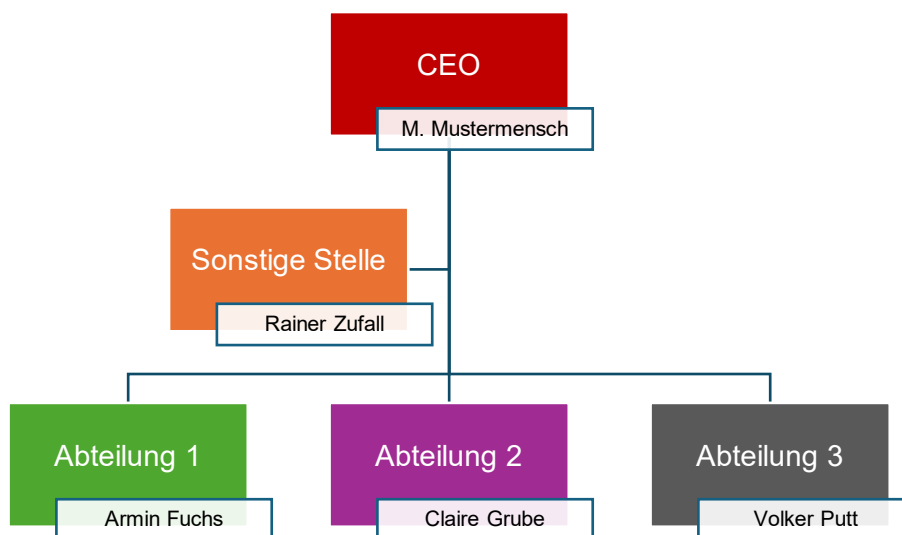 CEO
M. Mustermensch
Sonstige Stelle
Rainer Zufall
Abteilung 1
Abteilung 2
Abteilung 3
Armin Fuchs
Claire Grube
Volker Putt